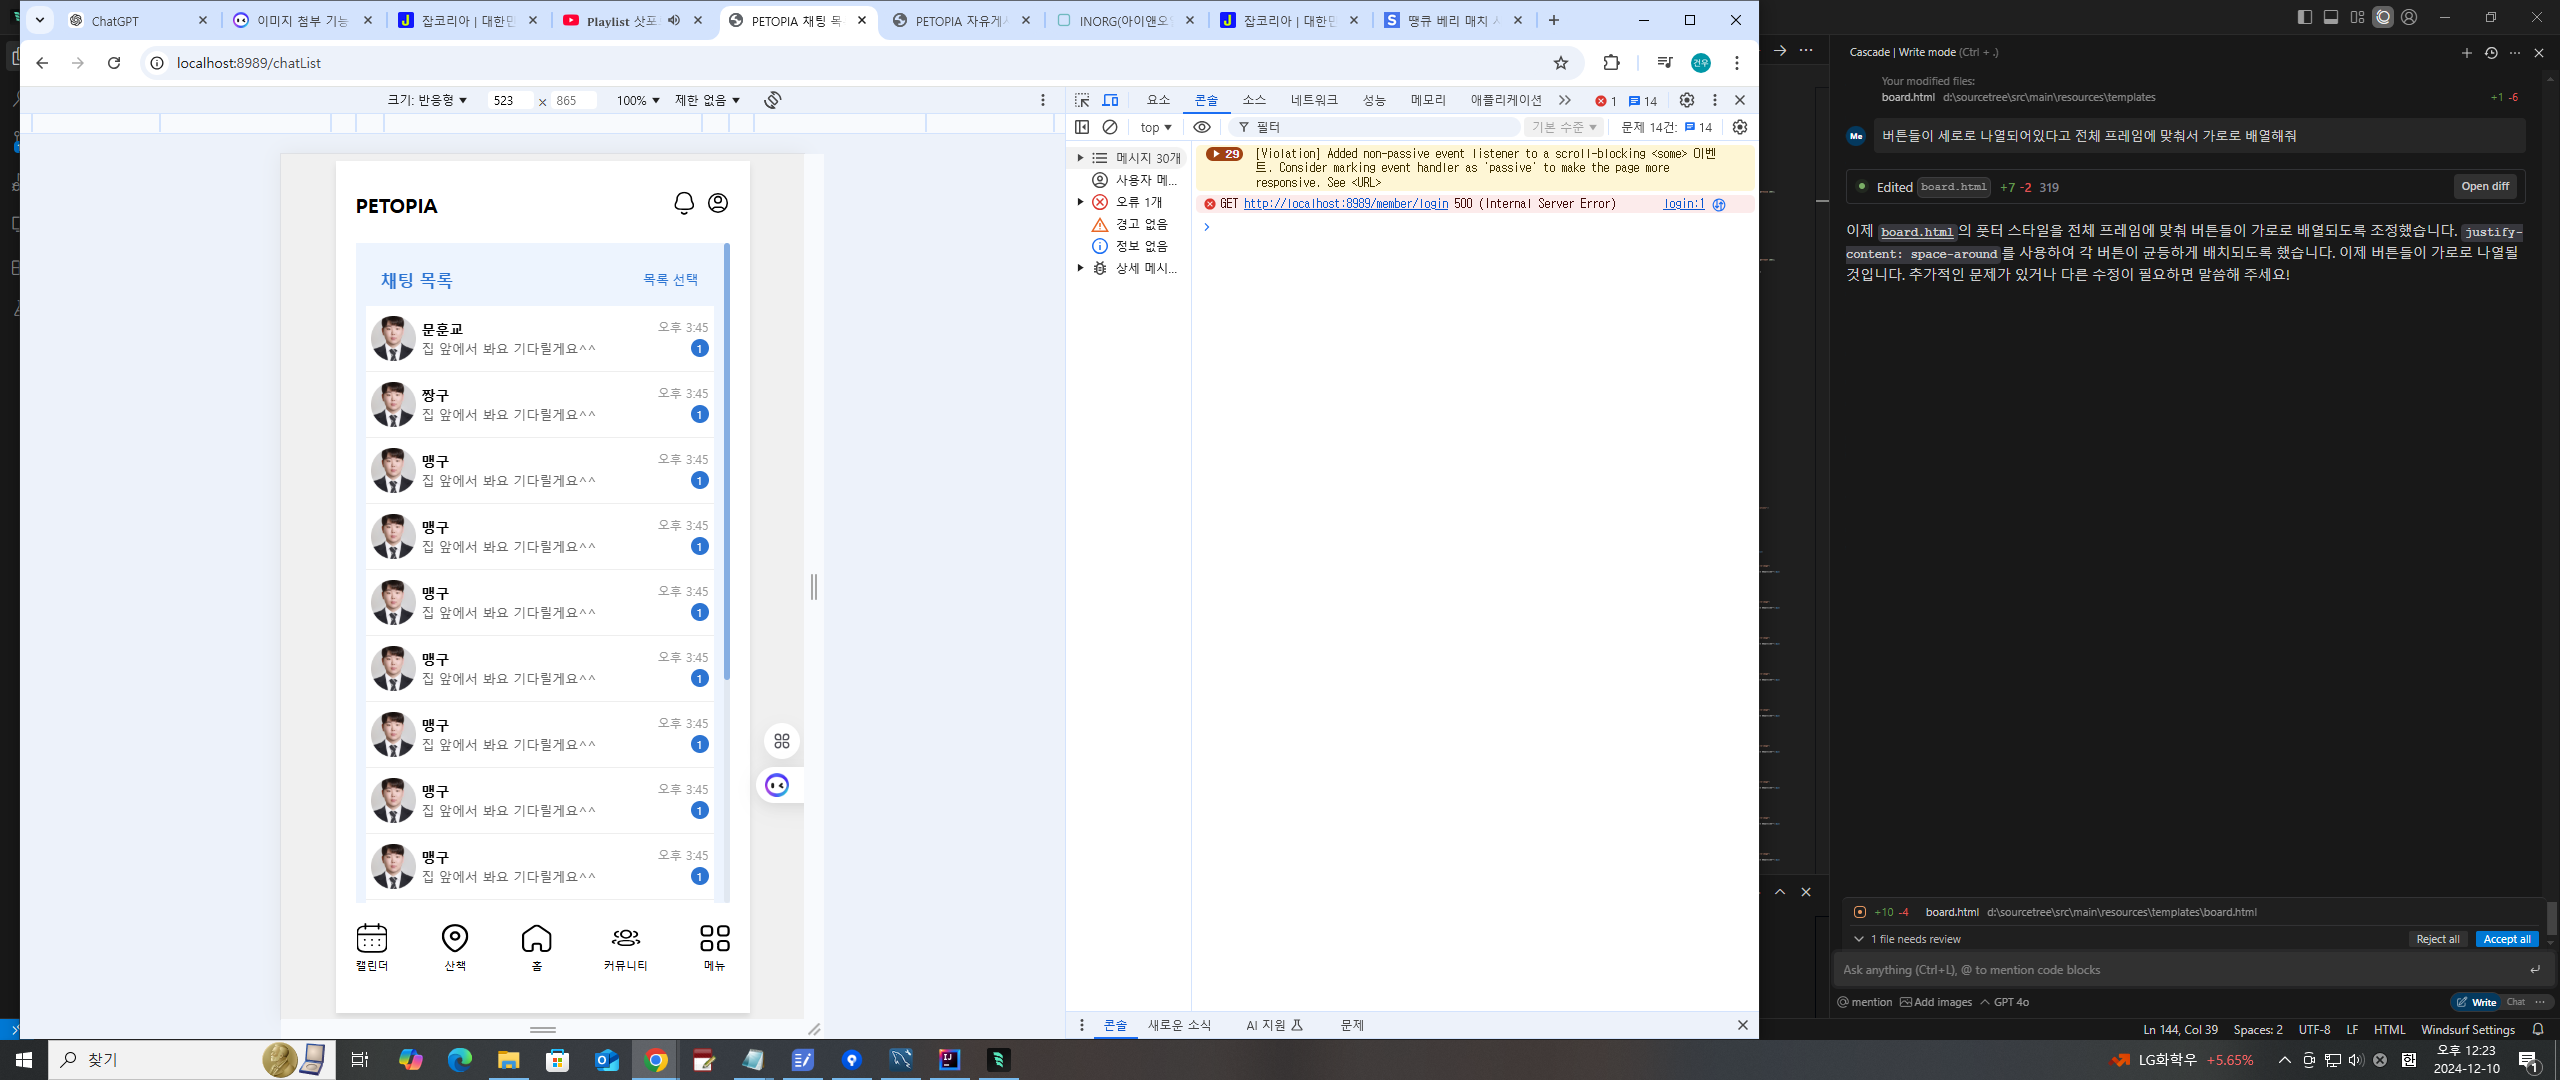 ChatGPT
이미지 첨부 기능
잡코리아 | 대한민
Playlist 삿포
PETOPIA 채팅 목
PETOPIA 자유게시
INORG(아이앤오
잡코리아 | 대한민
땡큐 베리 매치 시
localhost:8989/chatList
건우
크기: 반응형 523 × 865 100% 제한 없음
PETOPIA
채팅 목록 목록 선택
문훈교 오후 3:45
집 앞에서 봐요 기다릴게요^^ 1
짱구 오후 3:45
집 앞에서 봐요 기다릴게요^^ 1
맹구 오후 3:45
집 앞에서 봐요 기다릴게요^^ 1
맹구 오후 3:45
집 앞에서 봐요 기다릴게요^^ 1
맹구 오후 3:45
집 앞에서 봐요 기다릴게요^^ 1
맹구 오후 3:45
집 앞에서 봐요 기다릴게요^^ 1
맹구 오후 3:45
집 앞에서 봐요 기다릴게요^^ 1
맹구 오후 3:45
집 앞에서 봐요 기다릴게요^^ 1
맹구 오후 3:45
집 앞에서 봐요 기다릴게요^^ 1
캘린더 산책 홈 커뮤니티 메뉴
요소 콘솔 소스 네트워크 성능 메모리 애플리케이션 1 14
top 필터 기본 수준 문제 14건: 14
메시지 30개
사용자 메...
오류 1개
경고 없음
정보 없음
상세 메시...
29 [Violation] Added non-passive event listener to a scroll-blocking <some> 이벤
트. Consider marking event handler as 'passive' to make the page more
responsive. See <URL>
GET http://localhost:8989/member/login 500 (Internal Server Error) login:1
콘솔 새로운 소식 AI 지원 문제
Cascade | Write mode (Ctrl + .)
Your modified files:
board.html d:\sourcetree\src\main\resources\templates +1 -6
Me 버튼들이 세로로 나열되어있다고 전체 프레임에 맞춰서 가로로 배열해줘
Edited board.html +7 -2 319 Open diff
이제 board.html의 풋터 스타일을 전체 프레임에 맞춰 버튼들이 가로로 배열되도록 조정했습니다. justify-
content: space-around를 사용하여 각 버튼이 균등하게 배치되도록 했습니다. 이제 버튼들이 가로로 나열될
것입니다. 추가적인 문제가 있거나 다른 수정이 필요하면 말씀해 주세요!
+10 -4 board.html d:\sourcetree\src\main\resources\templates\board.html
1 file needs review Reject all Accept all
Ask anything (Ctrl+L), @ to mention code blocks
@ mention Add images GPT 4o Write Chat
Ln 144, Col 39 Spaces: 2 UTF-8 LF HTML Windsurf Settings
찾기
LG화학우 +5.65%
한
오후 12:23
2024-12-10
1